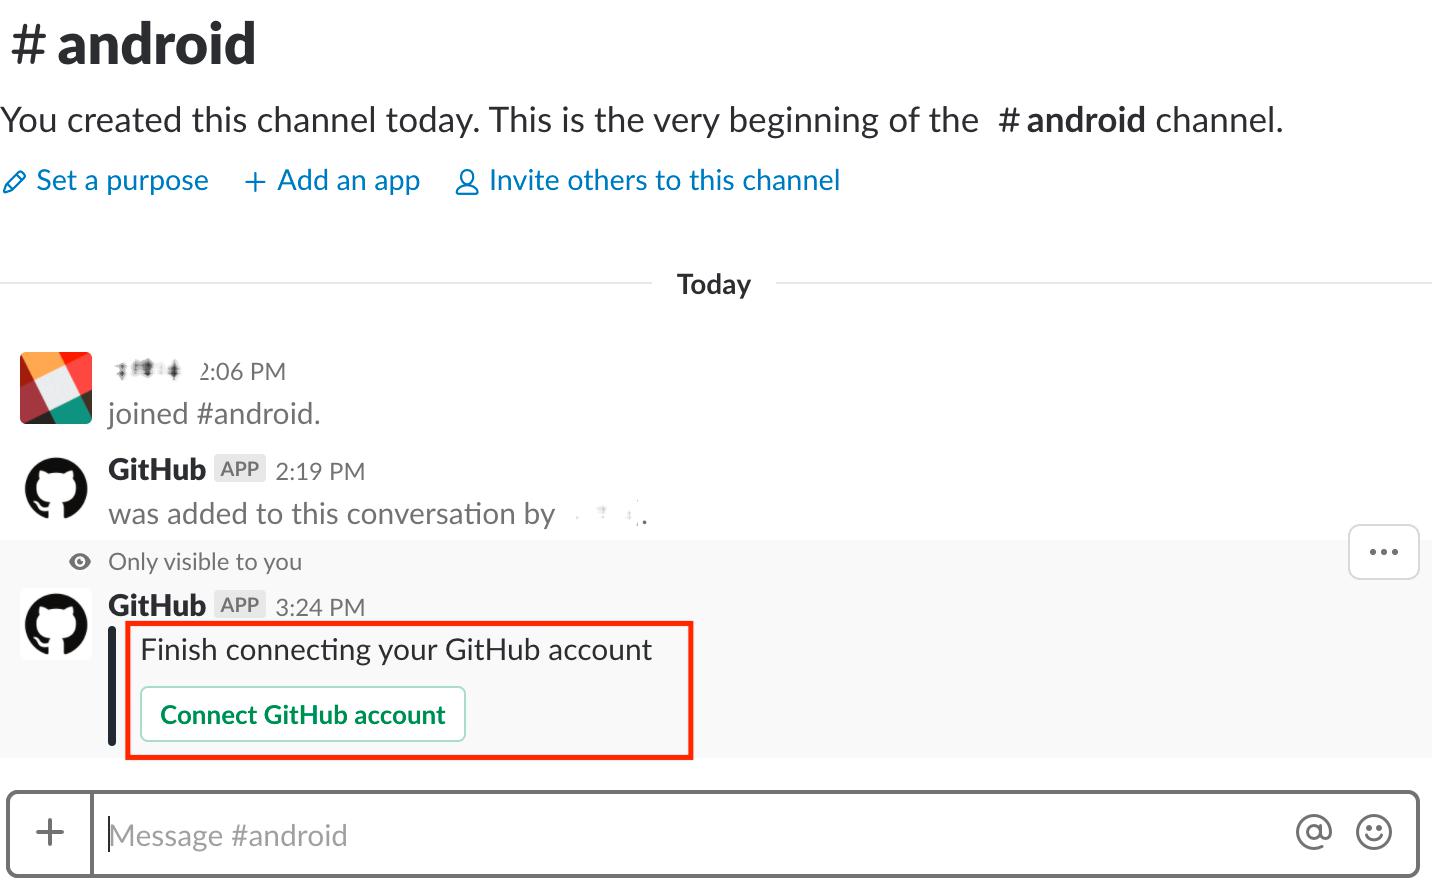 # android
You created this channel today. This is the very beginning of the # android channel.
Set a purpose + Add an app Invite others to this channel
Today
2:06 PM
joined #android.
GitHub APP 2:19 PM
was added to this conversation by .
Only visible to you
GitHub APP 3:24 PM
Finish connecting your GitHub account
Connect GitHub account
Message #android